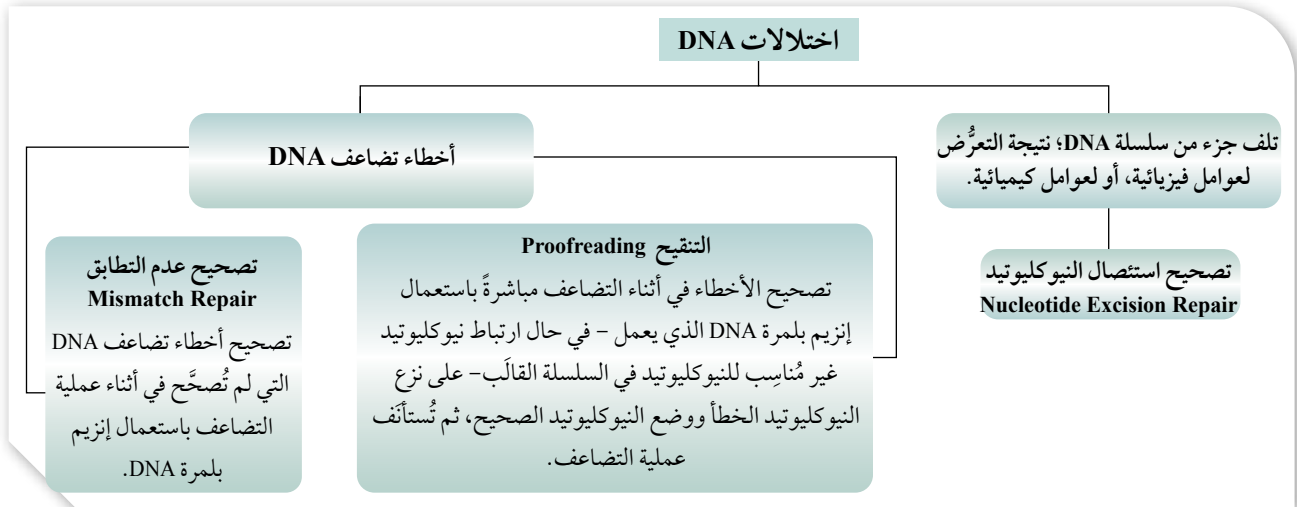 اختلالات DNA
تلف جزء من سلسلة DNA؛ نتيجة التعرُّض
لعوامل فيزيائية، أو لعوامل كيميائية.
تصحيح استئصال النيوكليوتيد
Nucleotide Excision Repair
أخطاء تضاعف DNA
التنقيح Proofreading
تصحيح الأخطاء في أثناء التضاعف مباشرةً باستعمال
إنزيم بلمرة DNA الذي يعمل – في حال ارتباط نيوكليوتيد
غير مُناسِب للنيوكليوتيد في السلسلة القالَب– على نزع
النيوكليوتيد الخطأ ووضع النيوكليوتيد الصحيح، ثم تُستأنَف
عملية التضاعف.
تصحيح عدم التطابق
Mismatch Repair
تصحيح أخطاء تضاعف DNA
التي لم تُصحَّح في أثناء عملية
التضاعف باستعمال إنزيم
بلمرة DNA.